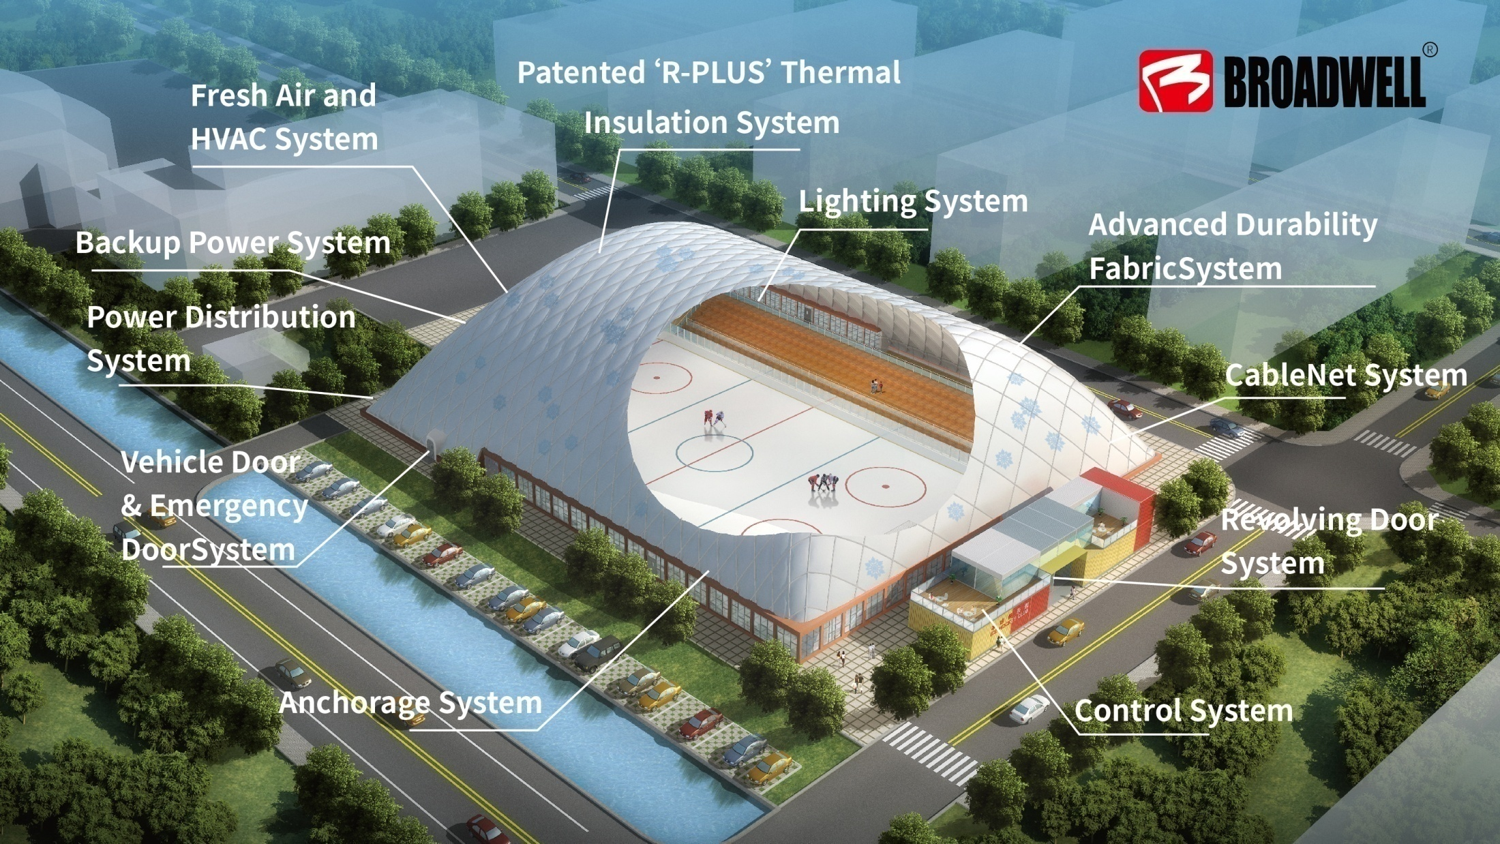 BROADWELL®
Patented ‘R-PLUS’ Thermal
Insulation System
Fresh Air and
HVAC System
Lighting System
Advanced Durability
FabricSystem
Backup Power System
Power Distribution
System
CableNet System
Vehicle Door
& Emergency
DoorSystem
Revolving Door
System
Anchorage System
Control System